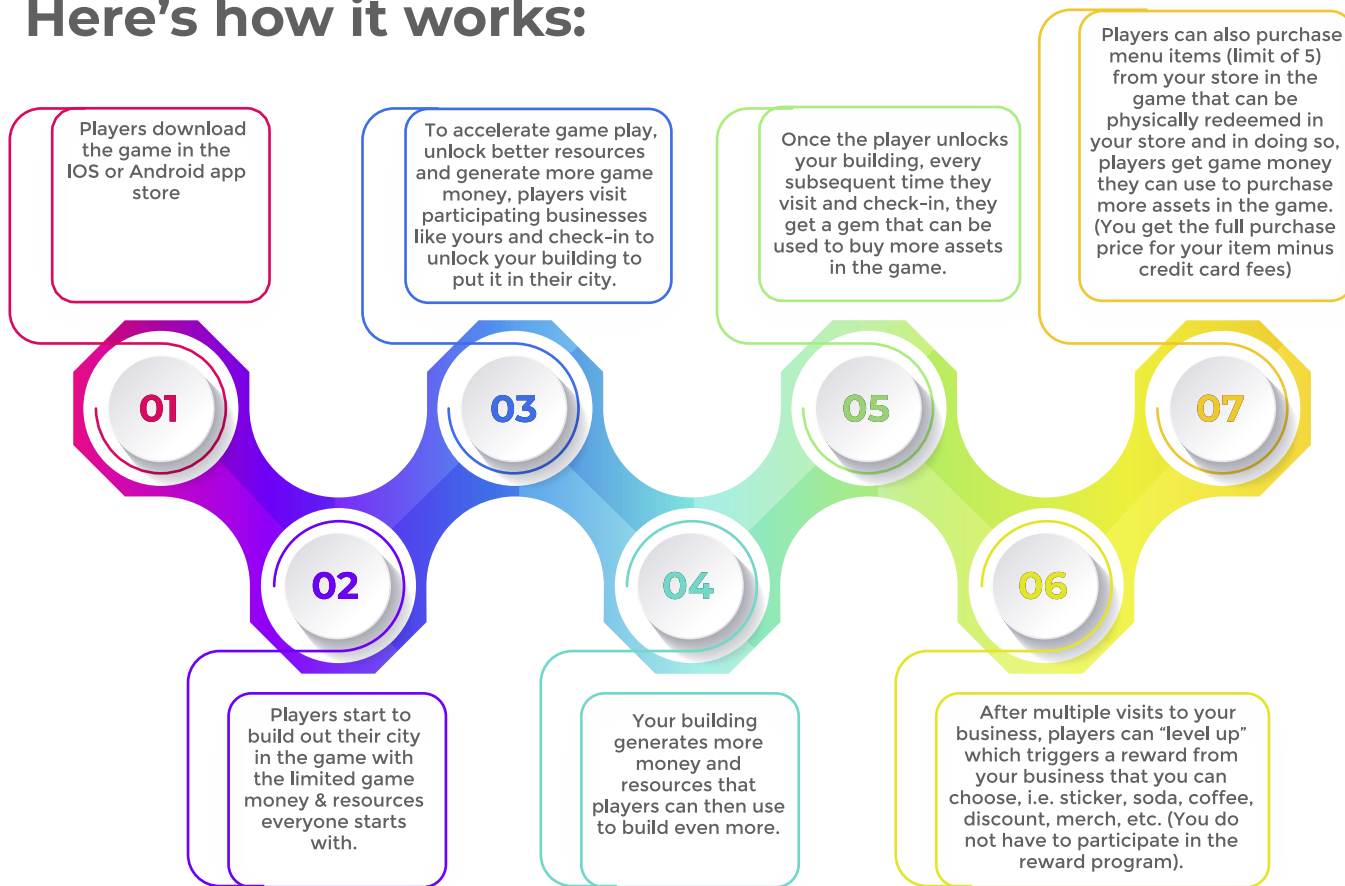 Here's how it works:
Players download
the game in the
IOS or Android app
store
01
Players start to
build out their city
in the game with
the limited game
money & resources
everyone starts
with.
02
To accelerate game play,
unlock better resources
and generate more game
money, players visit
participating businesses
like yours and check-in to
unlock your building to
put it in their city.
03
Your building
generates more
money and
resources that
players can then use
to build even more.
04
Once the player unlocks
your building, every
subsequent time they
visit and check-in, they
get a gem that can be
used to buy more assets
in the game.
05
After multiple visits to your
business, players can “level up”
which triggers a reward from
your business that you can
choose, i.e. sticker, soda, coffee,
discount, merch, etc. (You do
not have to participate in the
reward program).
06
Players can also purchase
menu items (limit of 5)
from your store in the
game that can be
physically redeemed in
your store and in doing so,
players get game money
they can use to purchase
more assets in the game.
(You get the full purchase
price for your item minus
credit card fees)
07